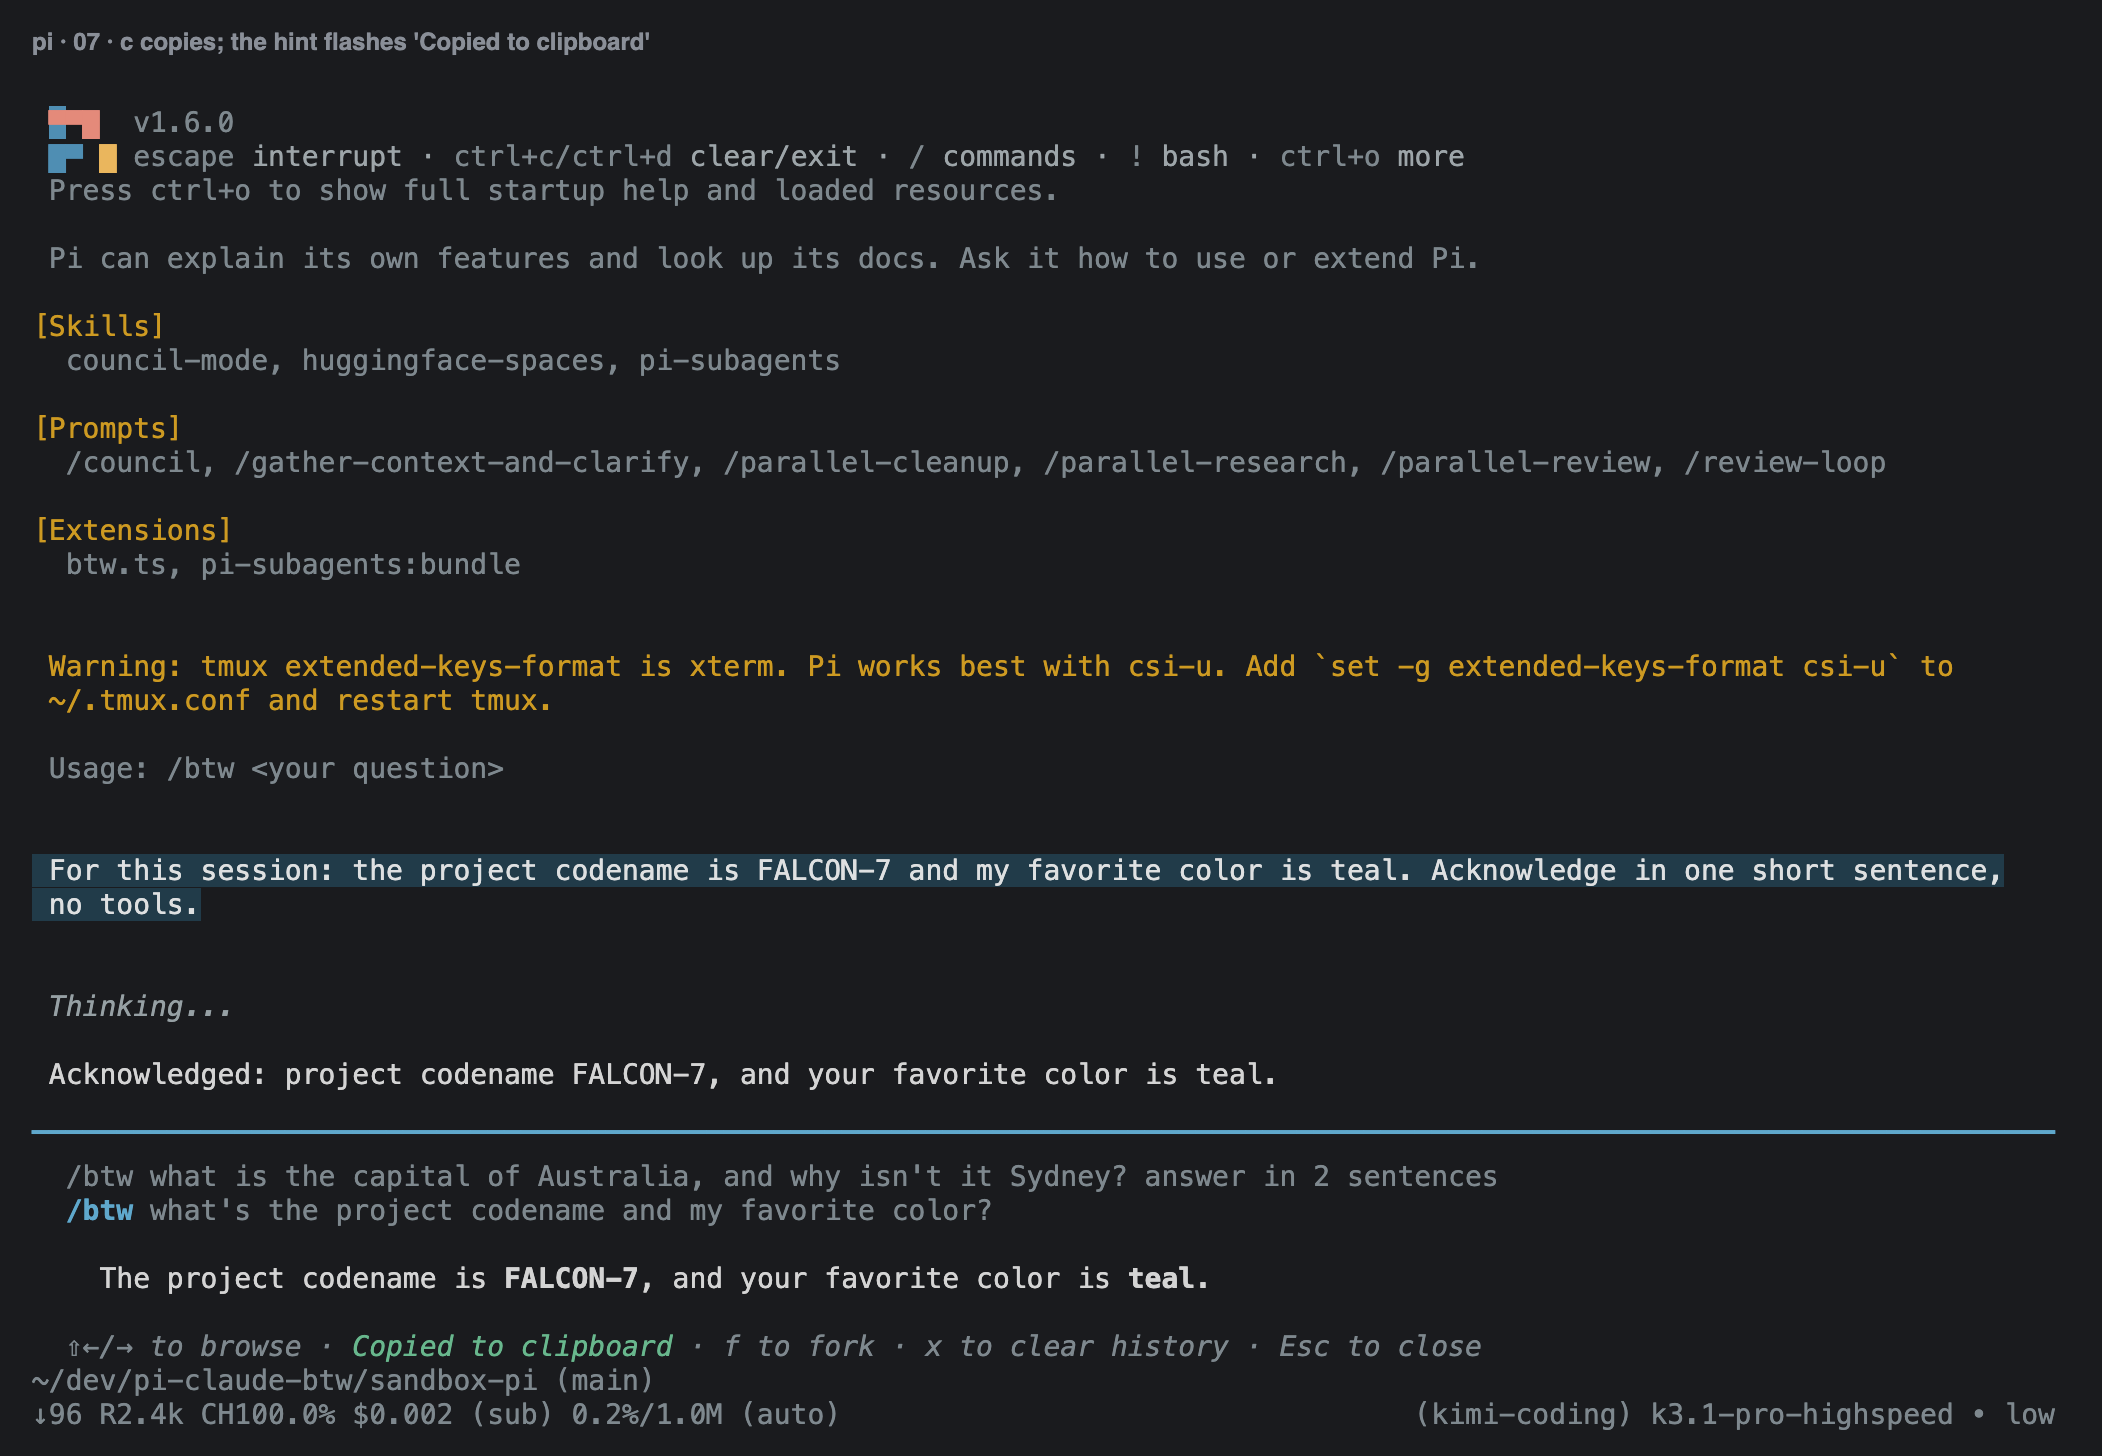 pi · 07 · c copies; the hint flashes 'Copied to clipboard'
v1.6.0
escape interrupt · ctrl+c/ctrl+d clear/exit · / commands · ! bash · ctrl+o more
Press ctrl+o to show full startup help and loaded resources.
Pi can explain its own features and look up its docs. Ask it how to use or extend Pi.
[Skills]
council-mode, huggingface-spaces, pi-subagents
[Prompts]
/council, /gather-context-and-clarify, /parallel-cleanup, /parallel-research, /parallel-review, /review-loop
[Extensions]
btw.ts, pi-subagents:bundle
Warning: tmux extended-keys-format is xterm. Pi works best with csi-u. Add `set -g extended-keys-format csi-u` to
~/.tmux.conf and restart tmux.
Usage: /btw <your question>
For this session: the project codename is FALCON-7 and my favorite color is teal. Acknowledge in one short sentence,
no tools.
Thinking...
Acknowledged: project codename FALCON-7, and your favorite color is teal.
/btw what is the capital of Australia, and why isn't it Sydney? answer in 2 sentences
/btw what's the project codename and my favorite color?
The project codename is FALCON-7, and your favorite color is teal.
⇧←/→ to browse · Copied to clipboard · f to fork · x to clear history · Esc to close
~/dev/pi-claude-btw/sandbox-pi (main)
↓96 R2.4k CH100.0% $0.002 (sub) 0.2%/1.0M (auto) (kimi-coding) k3.1-pro-highspeed • low